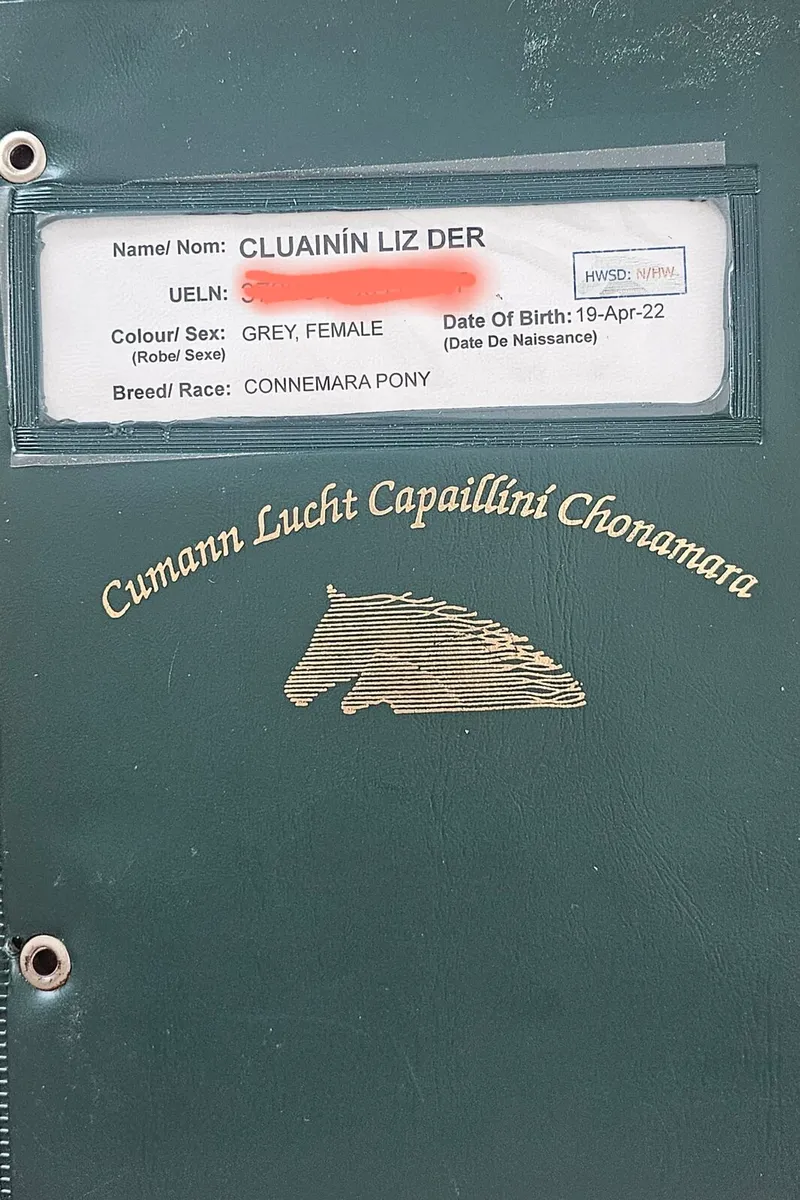 Name/ Nom: CLUAINÍN LIZ DER
HWSD: N/HW
UELN:
Colour/ Sex: GREY, FEMALE
(Robe/ Sexe)
Date Of Birth: 19-Apr-22
(Date De Naissance)
Breed/ Race: CONNEMARA PONY
Cumann Lucht Capaillíní Chonamara